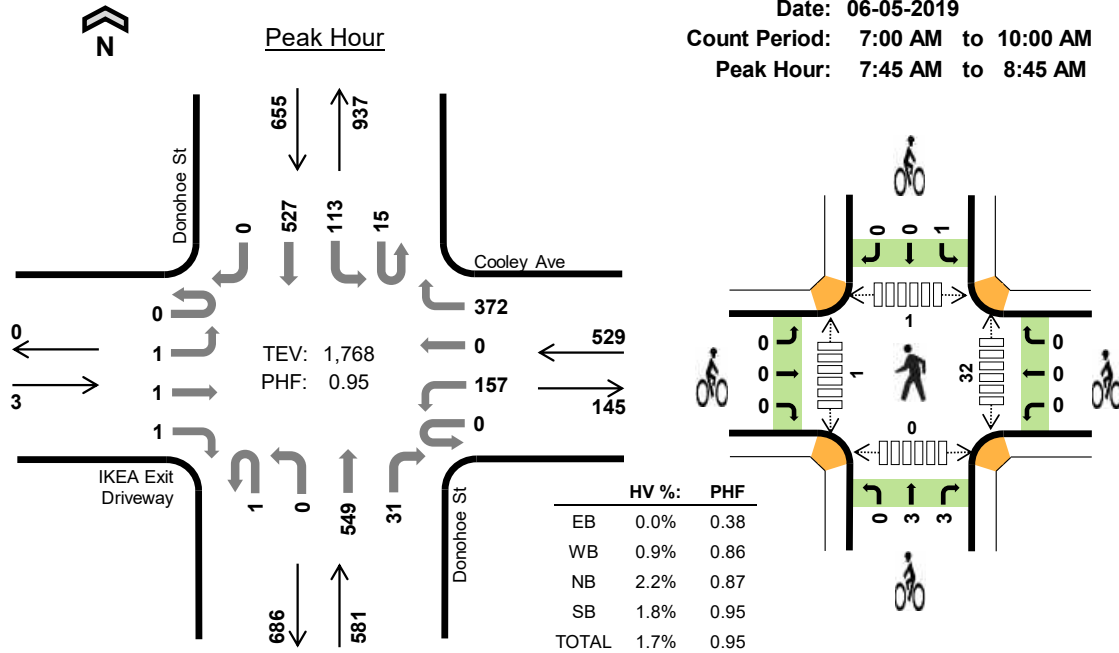 Date: 06-05-2019
Count Period: 7:00 AM to 10:00 AM
Peak Hour: 7:45 AM to 8:45 AM
N
Peak Hour
655
937
Donohoe St
0
527
113
15
Cooley Ave
0
372
1
0
1
157
1
0
0
3
529
145
TEV: 1,768
PHF: 0.95
IKEA Exit
Driveway
1
0
549
31
Donohoe St
686
581
HV %: PHF
EB 0.0% 0.38
WB 0.9% 0.86
NB 2.2% 0.87
SB 1.8% 0.95
TOTAL 1.7% 0.95
0 0 1
1
0
0
0
1
32
0
0
0
0
0 3 3